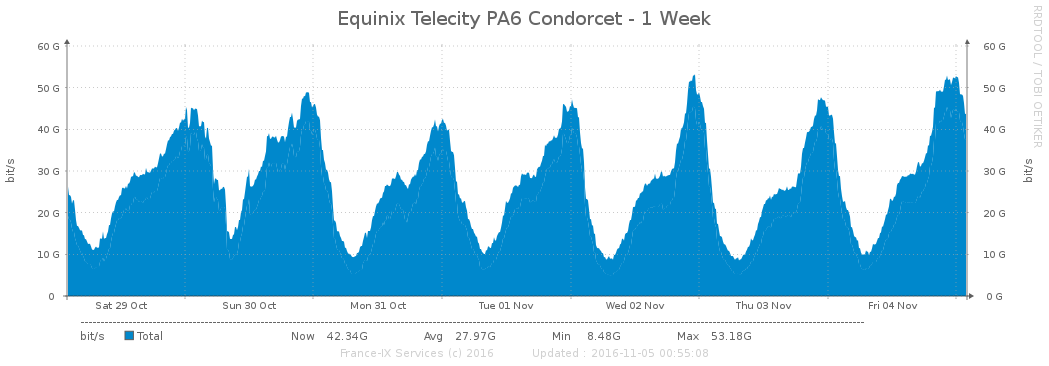 Equinix Telecity PA6 Condorcet - 1 Week
RRDTOOL / TOBI OETIKER
60 G 60 G
50 G 50 G
40 G 40 G
30 G 30 G
20 G 20 G
10 G 10 G
0 0 G
bit/s bit/s
Sat 29 Oct Sun 30 Oct Mon 31 Oct Tue 01 Nov Wed 02 Nov Thu 03 Nov Fri 04 Nov
bit/s Total Now 42.34G Avg 27.97G Min 8.48G Max 53.18G
France-IX Services (c) 2016 Updated : 2016-11-05 00:55:08